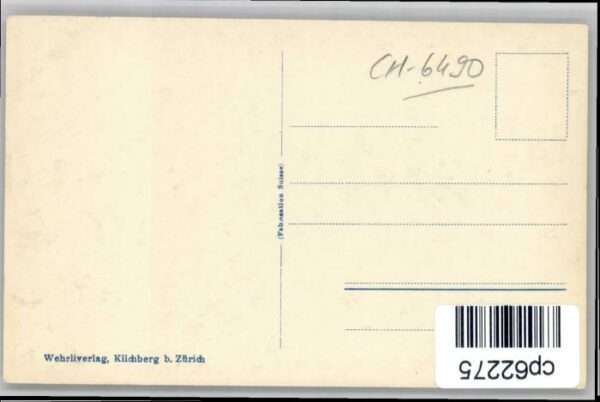 CH-6490
(Fabrication Suisse)
Wehrliverlag, Kilchberg b. Zürich
cp62275